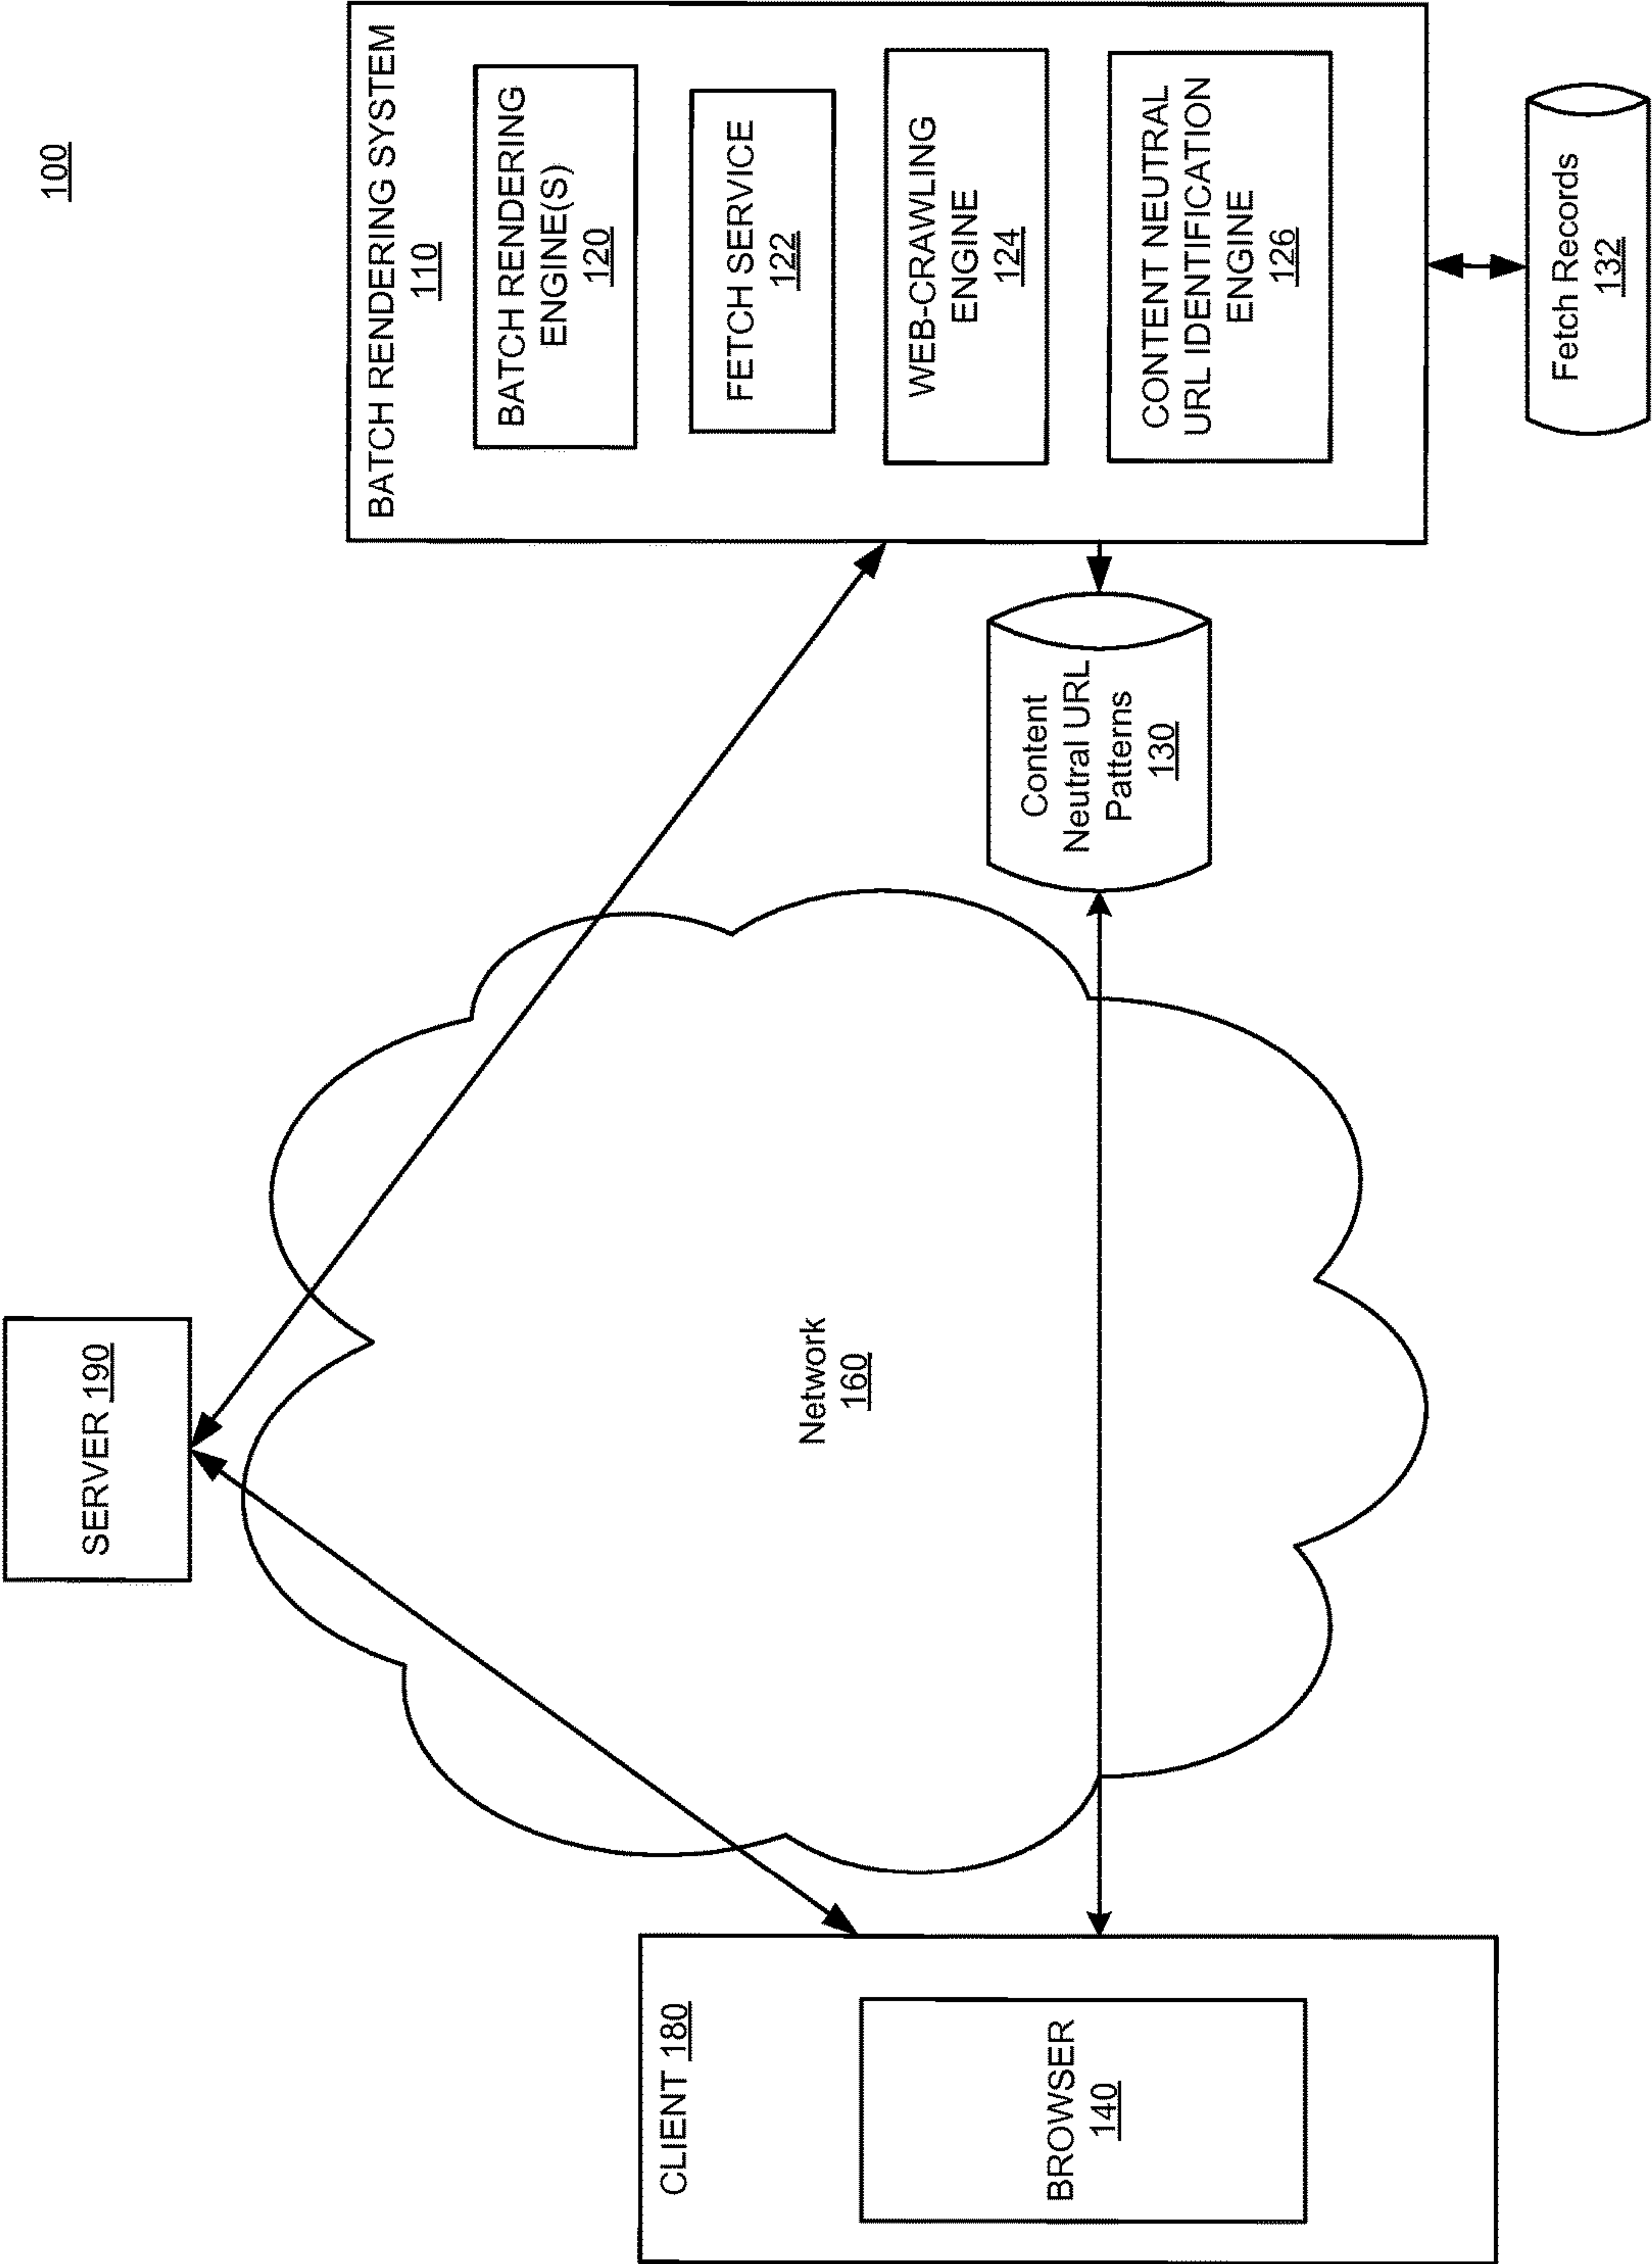 100
SERVER 190
BATCH RENDERING SYSTEM
110
BATCH RENDERING
ENGINE(S)
120
FETCH SERVICE
122
WEB-CRAWLING
ENGINE
124
CONTENT NEUTRAL
URL IDENTIFICATION
ENGINE
126
CLIENT 180
BROWSER
140
Network
160
Content
Neutral URL
Patterns
130
Fetch Records
132